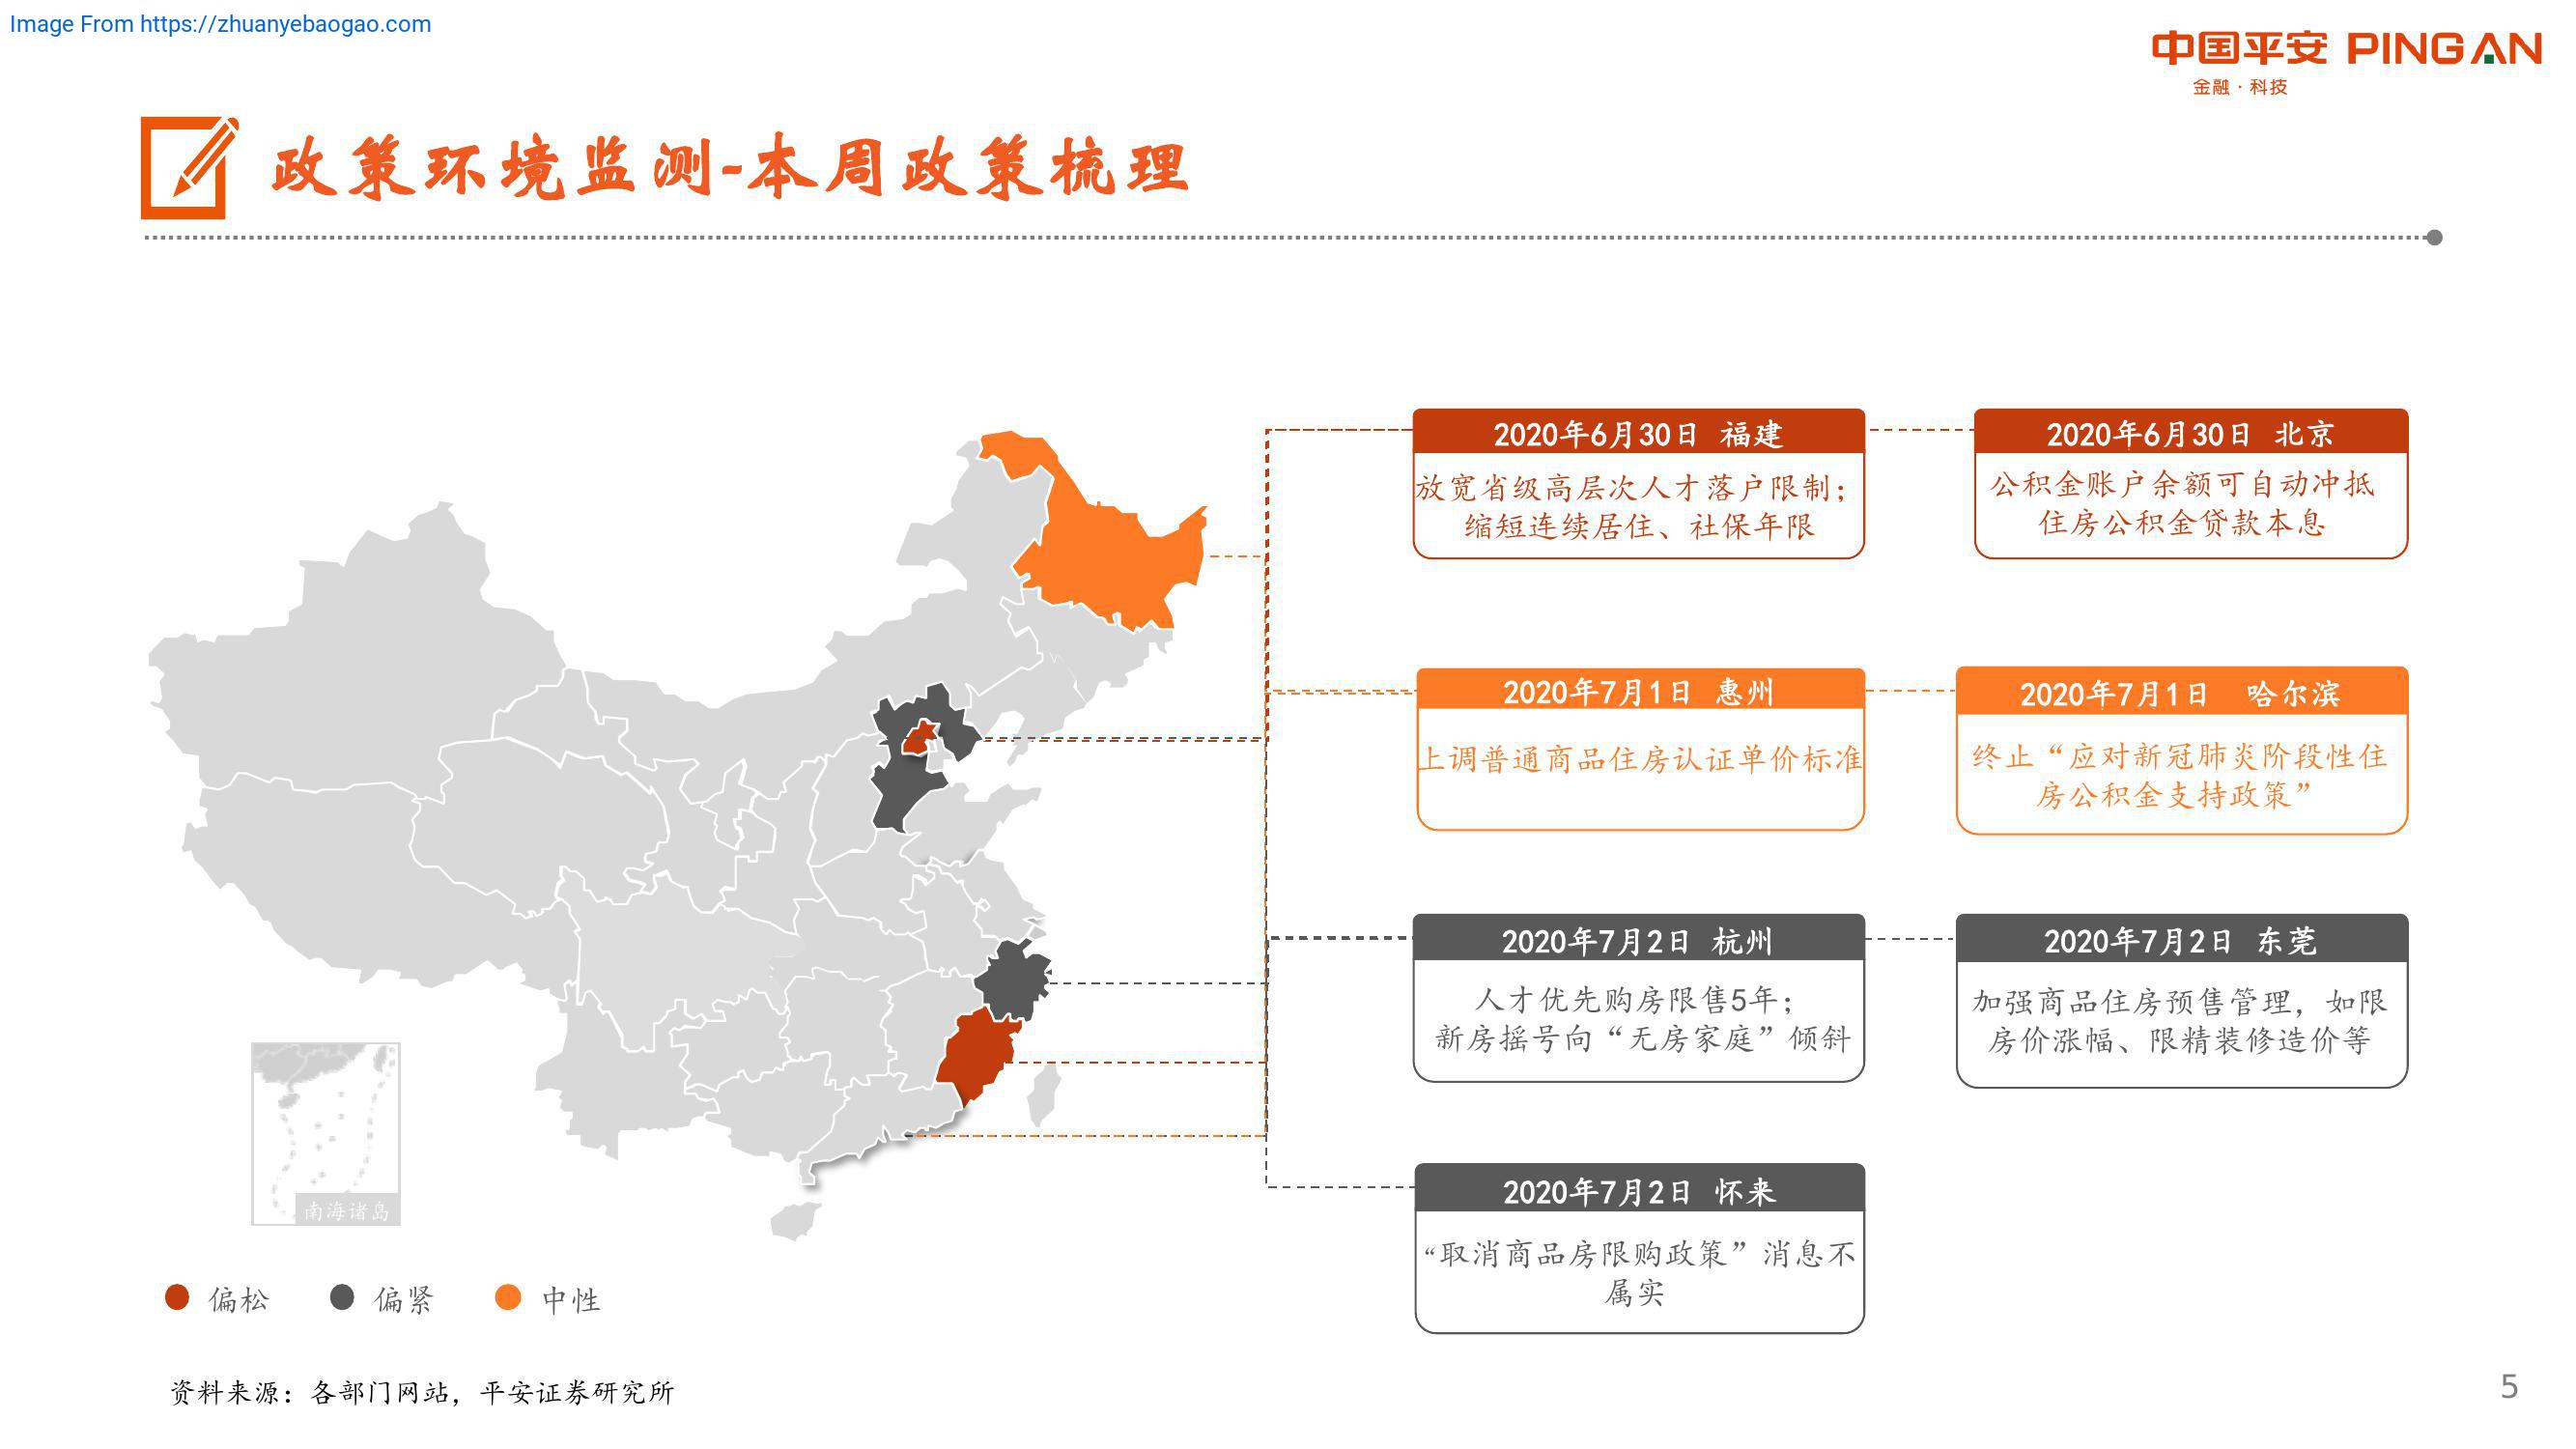 Image From https://zhuanyebaogao.com
中国平安 PINGAN
金融·科技
政策环境监测-本周政策梳理
2020年6月30日 福建
放宽省级高层次人才落户限制；
缩短连续居住、社保年限
2020年6月30日 北京
公积金账户余额可自动冲抵
住房公积金贷款本息
2020年7月1日 惠州
上调普通商品住房认证单价标准
2020年7月1日 哈尔滨
终止“应对新冠肺炎阶段性住
房公积金支持政策”
2020年7月2日 杭州
人才优先购房限售5年；
新房摇号向“无房家庭”倾斜
2020年7月2日 东莞
加强商品住房预售管理，如限
房价涨幅、限精装修造价等
2020年7月2日 怀来
“取消商品房限购政策”消息不
属实
南海诸岛
偏松 偏紧 中性
资料来源：各部门网站，平安证券研究所
5